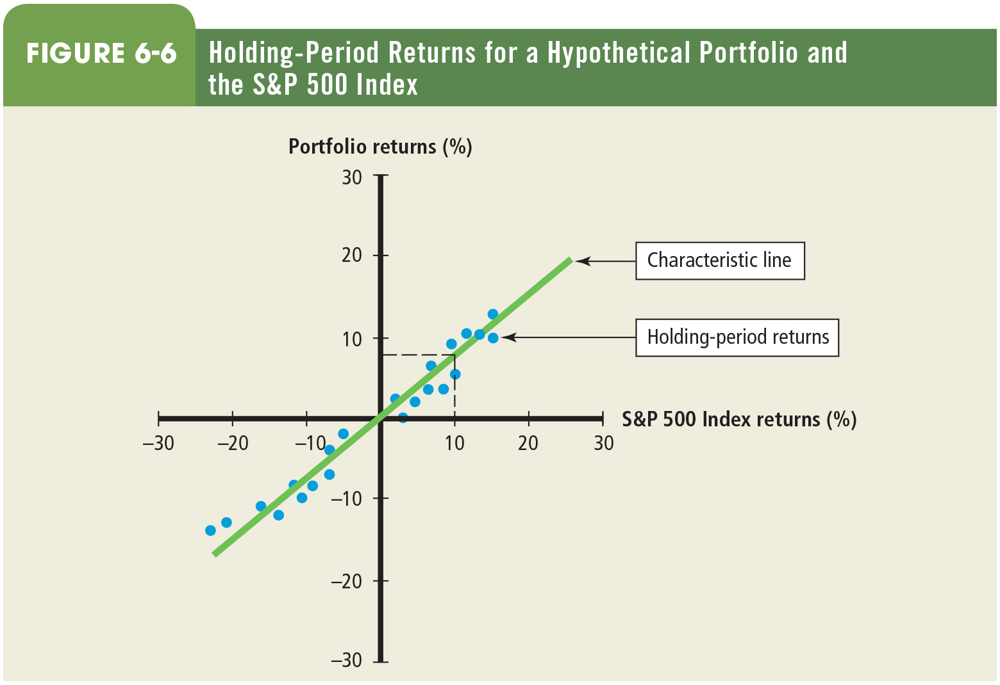 FIGURE 6-6
Holding-Period Returns for a Hypothetical Portfolio and
the S&P 500 Index
Portfolio returns (%)
30
20
Characteristic line
10
Holding-period returns
S&P 500 Index returns (%)
–30 –20 –10 10 20 30
–10
–20
–30